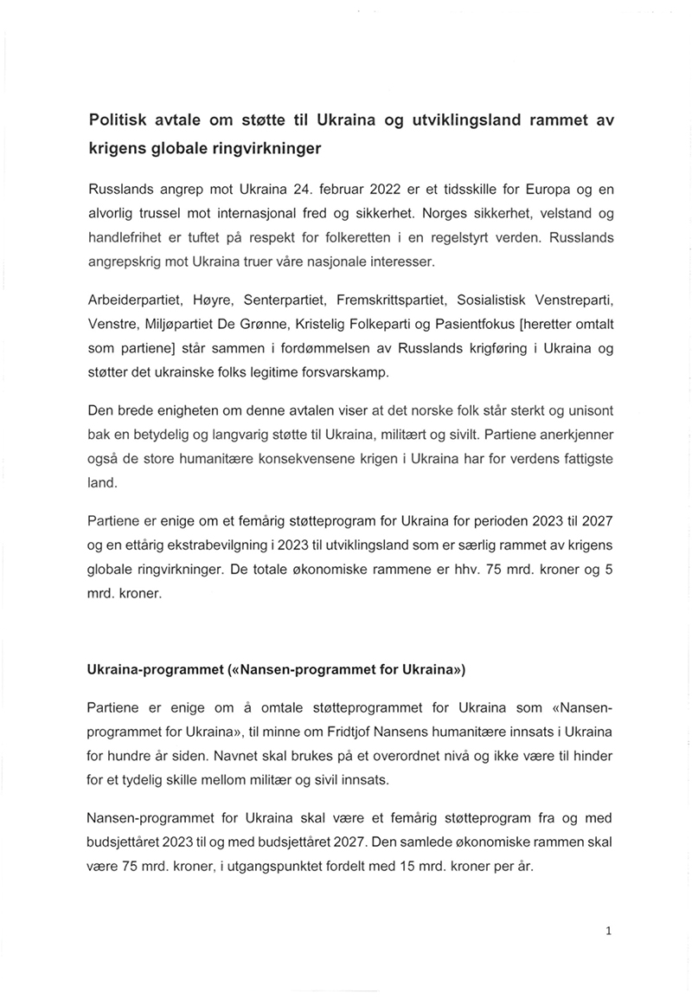 Politisk avtale om støtte til Ukraina og utviklingsland rammet av
krigens globale ringvirkninger
Russlands angrep mot Ukraina 24. februar 2022 er et tidsskille for Europa og en
alvorlig trussel mot internasjonal fred og sikkerhet. Norges sikkerhet, velstand og
handlefrihet er tuftet på respekt for folkeretten i en regelstyrt verden. Russlands
angrepskrig mot Ukraina truer våre nasjonale interesser.
Arbeiderpartiet, Høyre, Senterpartiet, Fremskrittspartiet, Sosialistisk Venstreparti,
Venstre, Miljøpartiet De Grønne, Kristelig Folkeparti og Pasientfokus [heretter omtalt
som partiene] står sammen i fordømmelsen av Russlands krigføring i Ukraina og
støtter det ukrainske folks legitime forsvarskamp.
Den brede enigheten om denne avtalen viser at det norske folk står sterkt og unisont
bak en betydelig og langvarig støtte til Ukraina, militært og sivilt. Partiene anerkjenner
også de store humanitære konsekvensene krigen i Ukraina har for verdens fattigste
land.
Partiene er enige om et femårig støtteprogram for Ukraina for perioden 2023 til 2027
og en ettårig ekstrabevilgning i 2023 til utviklingsland som er særlig rammet av krigens
globale ringvirkninger. De totale økonomiske rammene er hhv. 75 mrd. kroner og 5
mrd. kroner.
Ukraina-programmet («Nansen-programmet for Ukraina»)
Partiene er enige om å omtale støtteprogrammet for Ukraina som «Nansen-
programmet for Ukraina», til minne om Fridtjof Nansens humanitære innsats i Ukraina
for hundre år siden. Navnet skal brukes på et overordnet nivå og ikke være til hinder
for et tydelig skille mellom militær og sivil innsats.
Nansen-programmet for Ukraina skal være et femårig støtteprogram fra og med
budsjettåret 2023 til og med budsjettåret 2027. Den samlede økonomiske rammen skal
være 75 mrd. kroner, i utgangspunktet fordelt med 15 mrd. kroner per år.
1